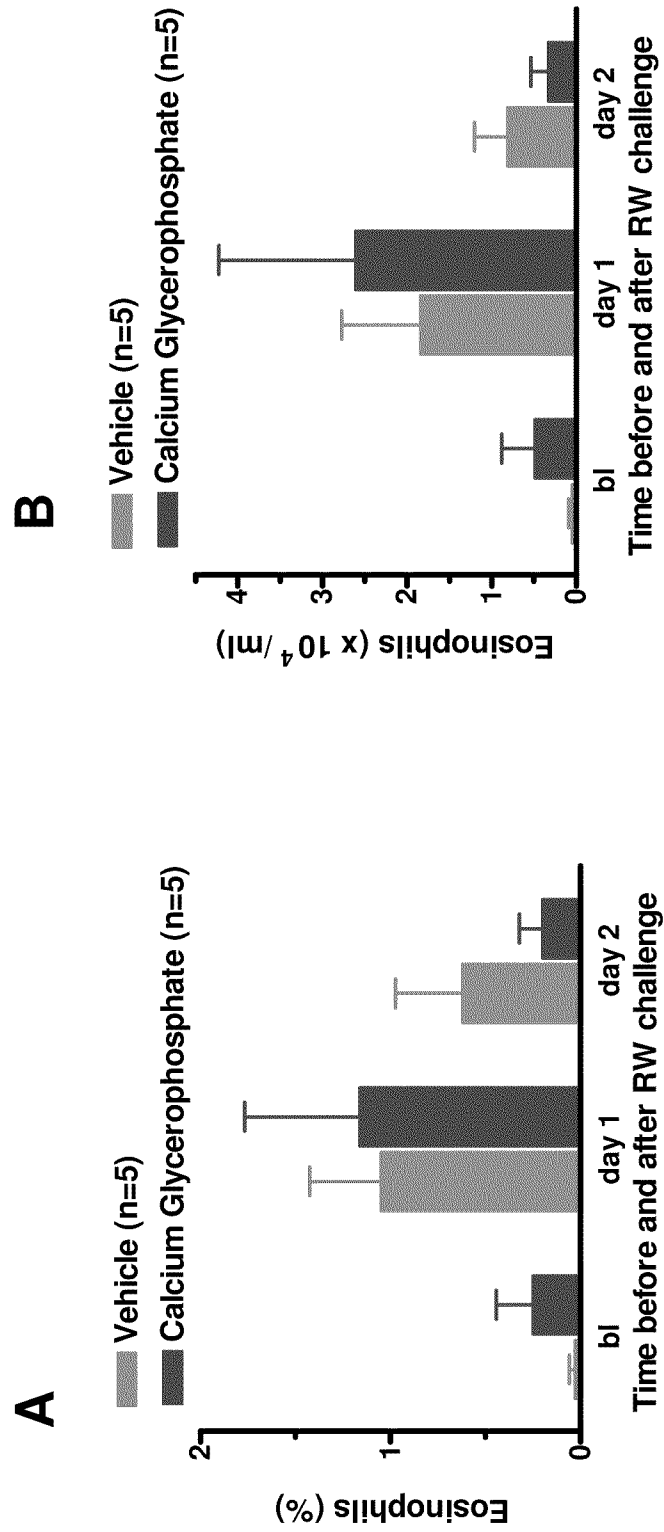 A
Vehicle (n=5)
Calcium Glycerophosphate (n=5)
Eosinophils (%)
2
1
0
bl
day 1
day 2
Time before and after RW challenge
B
Vehicle (n=5)
Calcium Glycerophosphate (n=5)
Eosinophils (x 10⁴/ml)
4
3
2
1
0
bl
day 1
day 2
Time before and after RW challenge